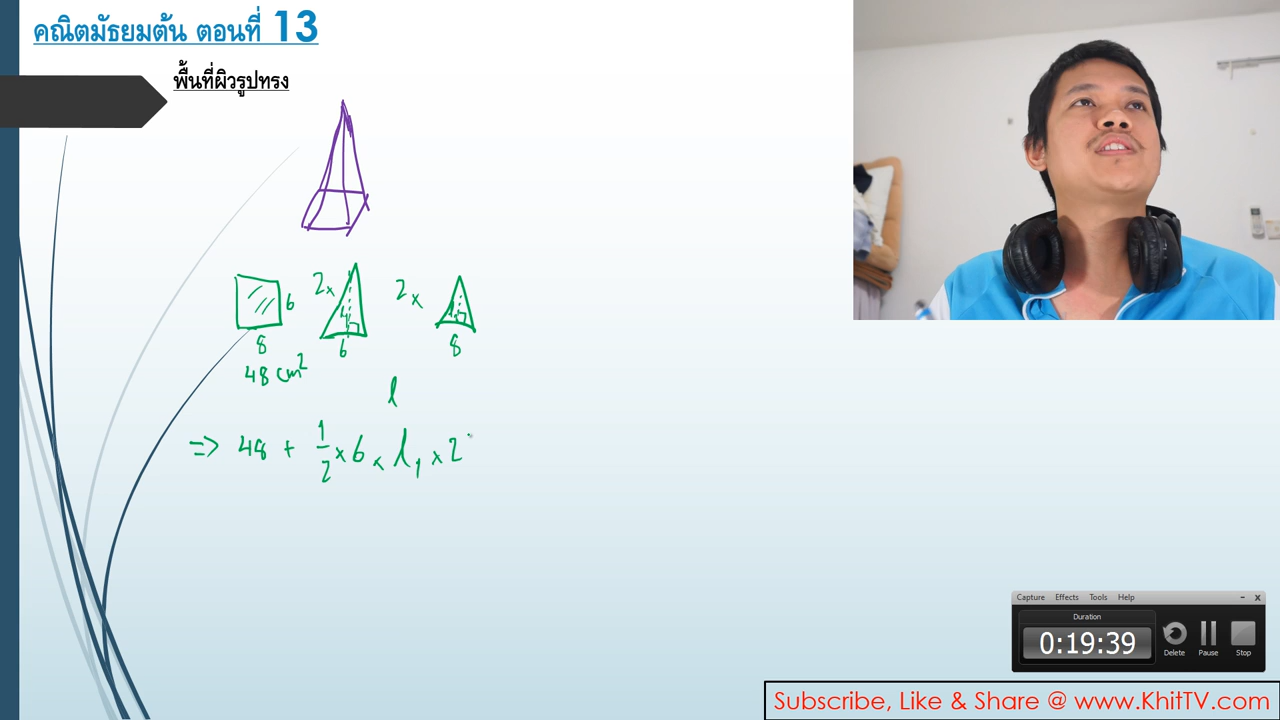 คณิตมัธยมต้น ตอนที่ 13
พื้นที่ผิวรูปทรง
6
8
48 cm²
2×
6
2×
8
l
=> 48 + 1/2 × 6 × l₁ × 2
Capture Effects Tools Help
Duration
0:19:39
Delete Pause Stop
Subscribe, Like & Share @ www.KhitTV.com